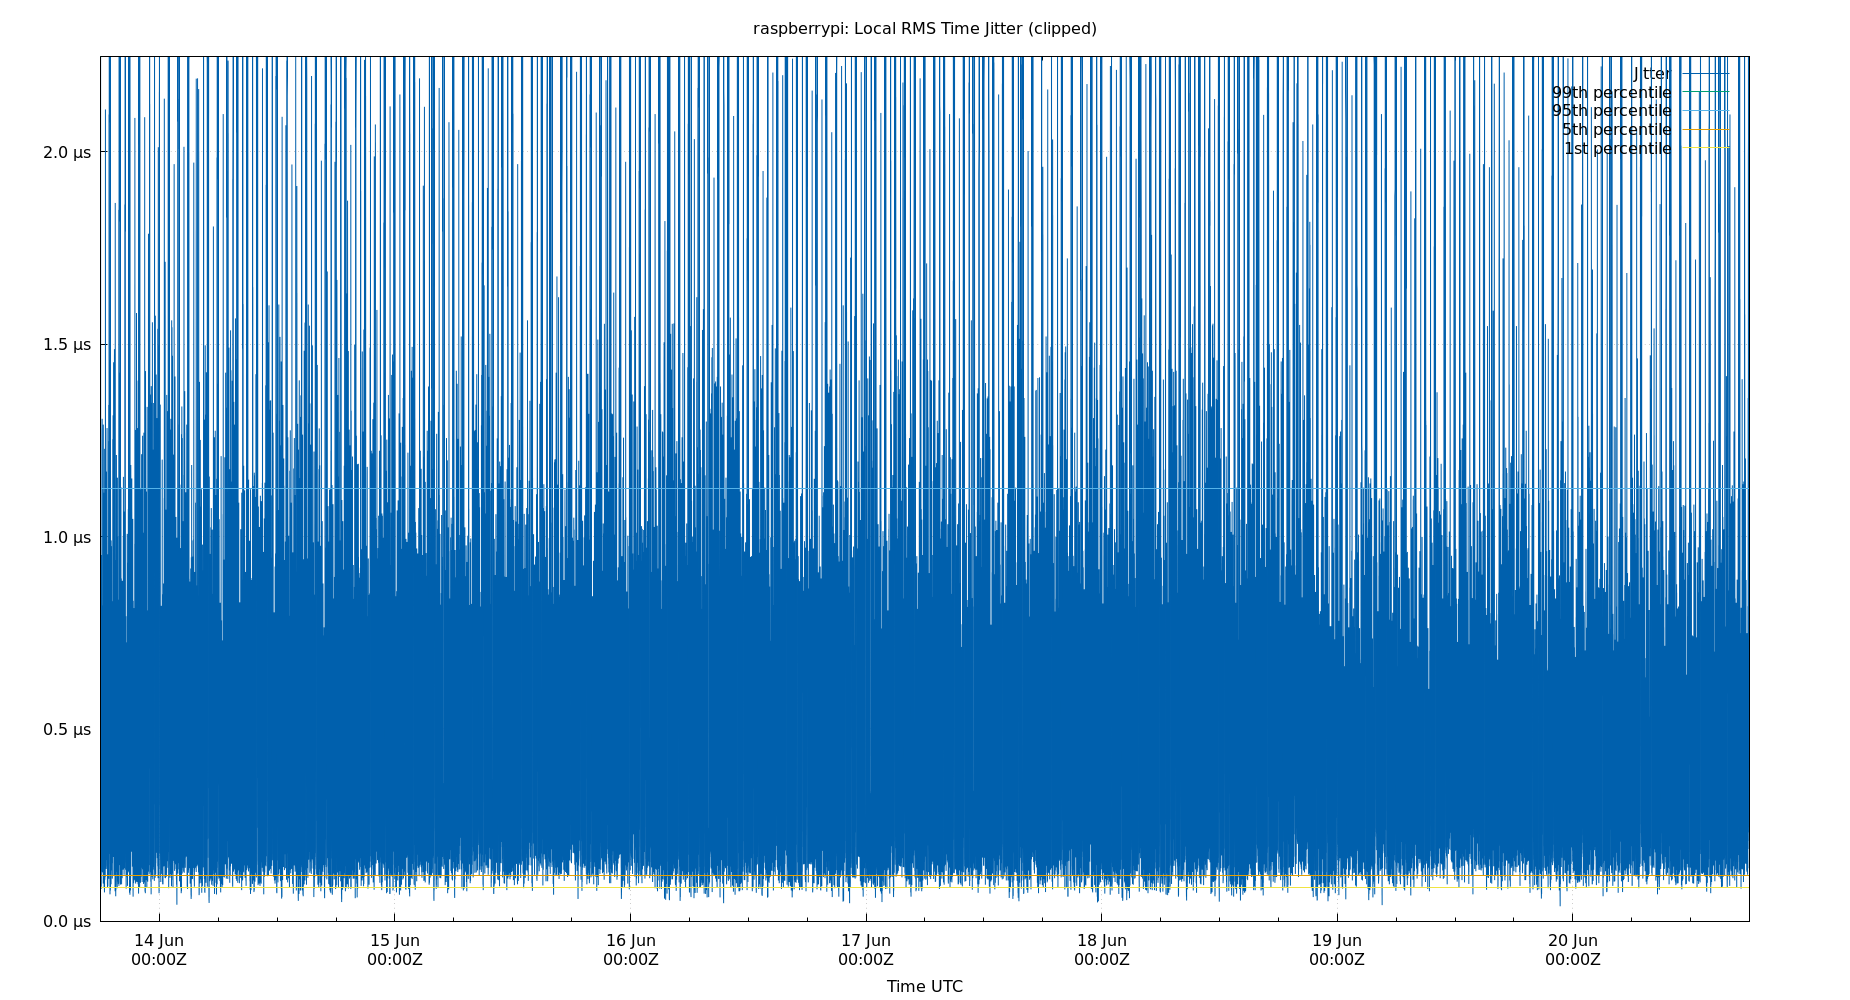 raspberrypi: Local RMS Time Jitter (clipped)
Jitter
99th percentile
95th percentile
5th percentile
1st percentile
2.0 µs
1.5 µs
1.0 µs
0.5 µs
0.0 µs
14 Jun 15 Jun 16 Jun 17 Jun 18 Jun 19 Jun 20 Jun
00:00Z 00:00Z 00:00Z 00:00Z 00:00Z 00:00Z 00:00Z
Time UTC